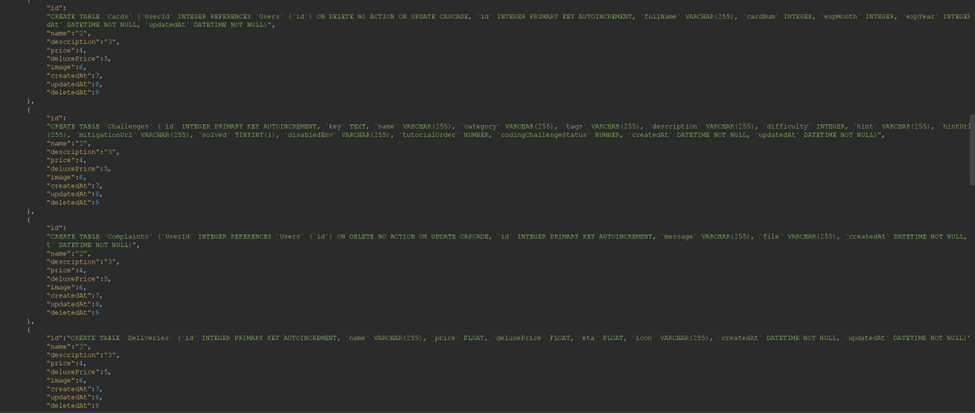 {
"id":
"CREATE TABLE `Cards` (`UserId` INTEGER REFERENCES `Users` (`id`) ON DELETE NO ACTION ON UPDATE CASCADE, `id` INTEGER PRIMARY KEY AUTOINCREMENT, `fullName` VARCHAR(255), `cardNum` INTEGER, `expMonth` INTEGER, `expYear` INTEGER
dAt` DATETIME NOT NULL, `updatedAt` DATETIME NOT NULL)",
"name":"2",
"description":"3",
"price":4,
"deluxePrice":5,
"image":6,
"createdAt":7,
"updatedAt":8,
"deletedAt":9
},
{
"id":
"CREATE TABLE `Challenges` (`id` INTEGER PRIMARY KEY AUTOINCREMENT, `key` TEXT, `name` VARCHAR(255), `category` VARCHAR(255), `tags` VARCHAR(255), `description` VARCHAR(255), `difficulty` INTEGER, `hint` VARCHAR(255), `hintUrl
(255), `mitigationUrl` VARCHAR(255), `solved` TINYINT(1), `disabledEnv` VARCHAR(255), `tutorialOrder` NUMBER, `codingChallengeStatus` NUMBER, `createdAt` DATETIME NOT NULL, `updatedAt` DATETIME NOT NULL)",
"name":"2",
"description":"3",
"price":4,
"deluxePrice":5,
"image":6,
"createdAt":7,
"updatedAt":8,
"deletedAt":9
},
{
"id":
"CREATE TABLE `Complaints` (`UserId` INTEGER REFERENCES `Users` (`id`) ON DELETE NO ACTION ON UPDATE CASCADE, `id` INTEGER PRIMARY KEY AUTOINCREMENT, `message` VARCHAR(255), `file` VARCHAR(255), `createdAt` DATETIME NOT NULL,
t` DATETIME NOT NULL)",
"name":"2",
"description":"3",
"price":4,
"deluxePrice":5,
"image":6,
"createdAt":7,
"updatedAt":8,
"deletedAt":9
},
{
"id":"CREATE TABLE `Deliveries` (`id` INTEGER PRIMARY KEY AUTOINCREMENT, `name` VARCHAR(255), `price` FLOAT, `deluxePrice` FLOAT, `eta` FLOAT, `icon` VARCHAR(255), `createdAt` DATETIME NOT NULL, `updatedAt` DATETIME NOT NULL)"
"name":"2",
"description":"3",
"price":4,
"deluxePrice":5,
"image":6,
"createdAt":7,
"updatedAt":8,
"deletedAt":9